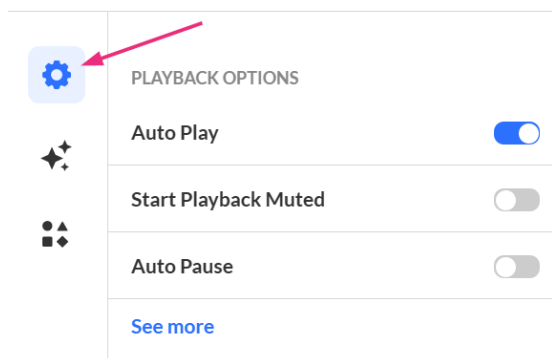 PLAYBACK OPTIONS
Auto Play
Start Playback Muted
Auto Pause
See more